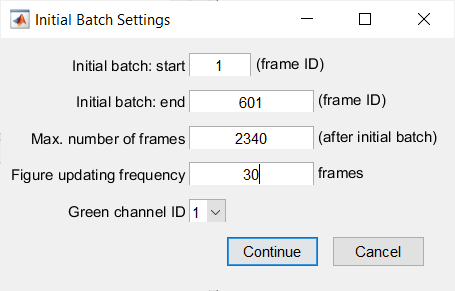 Initial Batch Settings
Initial batch: start 1 (frame ID)
Initial batch: end 601 (frame ID)
Max. number of frames 2340 (after initial batch)
Figure updating frequency 30 frames
Green channel ID 1
Continue Cancel